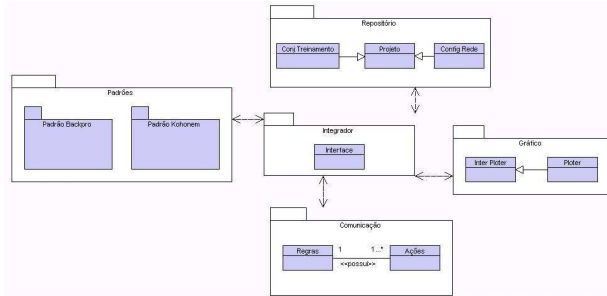 Repositório
Conj Treinamento
Projeto
Config Rede
Padrões
Padrão Backpro
Padrão Kohonem
Integrador
Interface
Gráfico
Inter Ploter
Ploter
Comunicação
Regras
1
1...*
Ações
<<possui>>